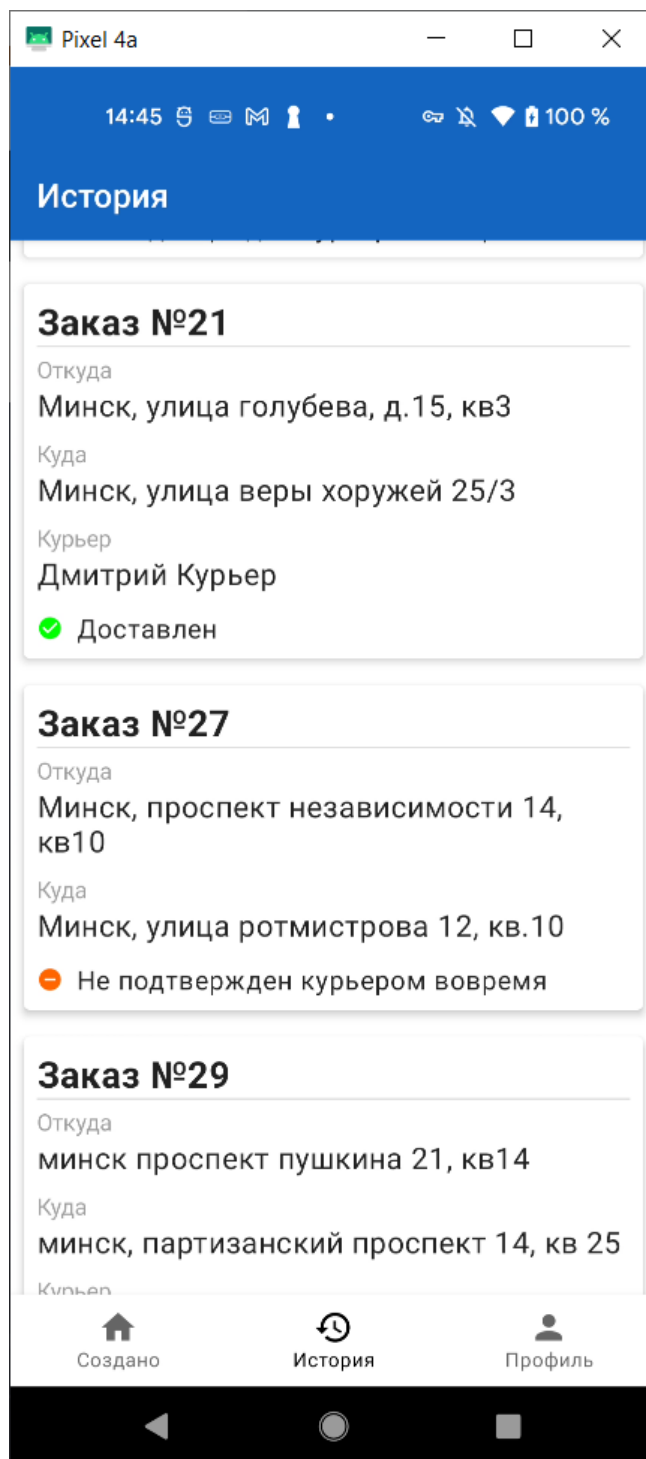 Pixel 4a
14:45 100 %
История
Заказ №21
Откуда
Минск, улица голубева, д.15, кв3
Куда
Минск, улица веры хоружей 25/3
Курьер
Дмитрий Курьер
Доставлен
Заказ №27
Откуда
Минск, проспект независимости 14,
кв10
Куда
Минск, улица ротмистрова 12, кв.10
Не подтвержден курьером вовремя
Заказ №29
Откуда
минск проспект пушкина 21, кв14
Куда
минск, партизанский проспект 14, кв 25
Курьер
Создано История Профиль